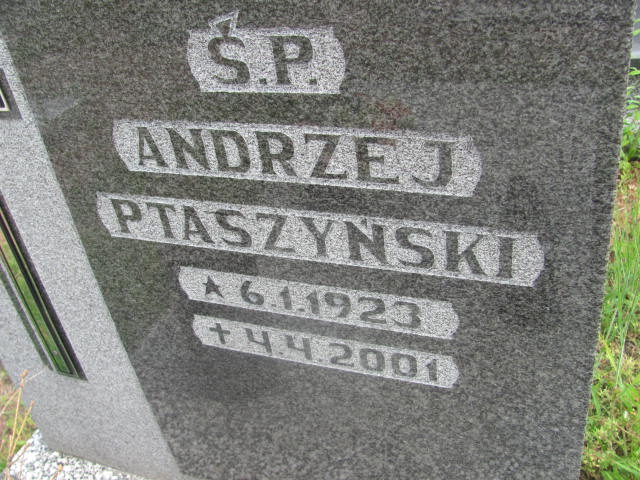 Ś.P.
ANDRZEJ
PTASZYŃSKI
★ 6.1.1923
+ 4.4.2001